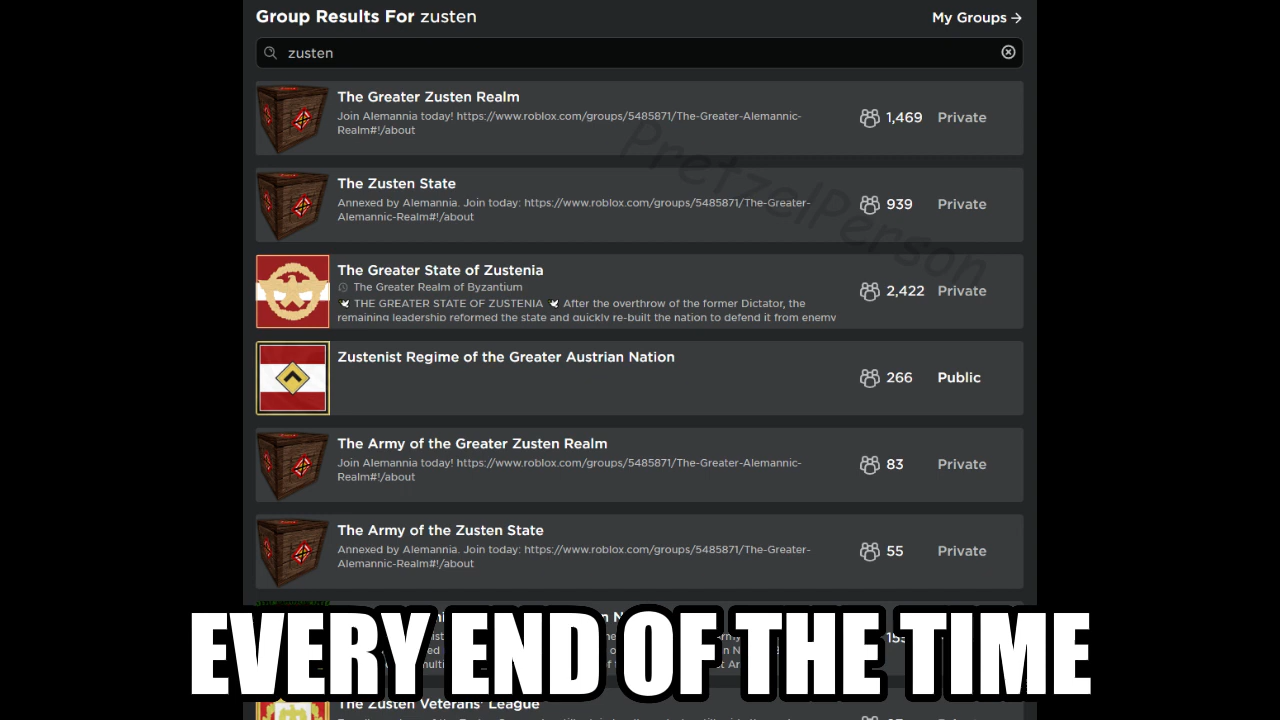 Group Results For zusten
My Groups →
zusten
The Greater Zusten Realm
Join Alemannia today! https://www.roblox.com/groups/5485871/The-Greater-Alemannic-
Realm#!/about
1,469 Private
PretzelPerson
The Zusten State
Annexed by Alemannia. Join today: https://www.roblox.com/groups/5485871/The-Greater-
Alemannic-Realm#!/about
939 Private
The Greater State of Zustenia
The Greater Realm of Byzantium
🕊 THE GREATER STATE OF ZUSTENIA 🕊 After the overthrow of the former Dictator, the
remaining leadership reformed the state and quickly re-built the nation to defend it from enemy
2,422 Private
Zustenist Regime of the Greater Austrian Nation
266 Public
The Army of the Greater Zusten Realm
Join Alemannia today! https://www.roblox.com/groups/5485871/The-Greater-Alemannic-
Realm#!/about
83 Private
The Army of the Zusten State
Annexed by Alemannia. Join today: https://www.roblox.com/groups/5485871/The-Greater-
Alemannic-Realm#!/about
55 Private
EVERY END OF THE TIME
The Zusten Veterans' League